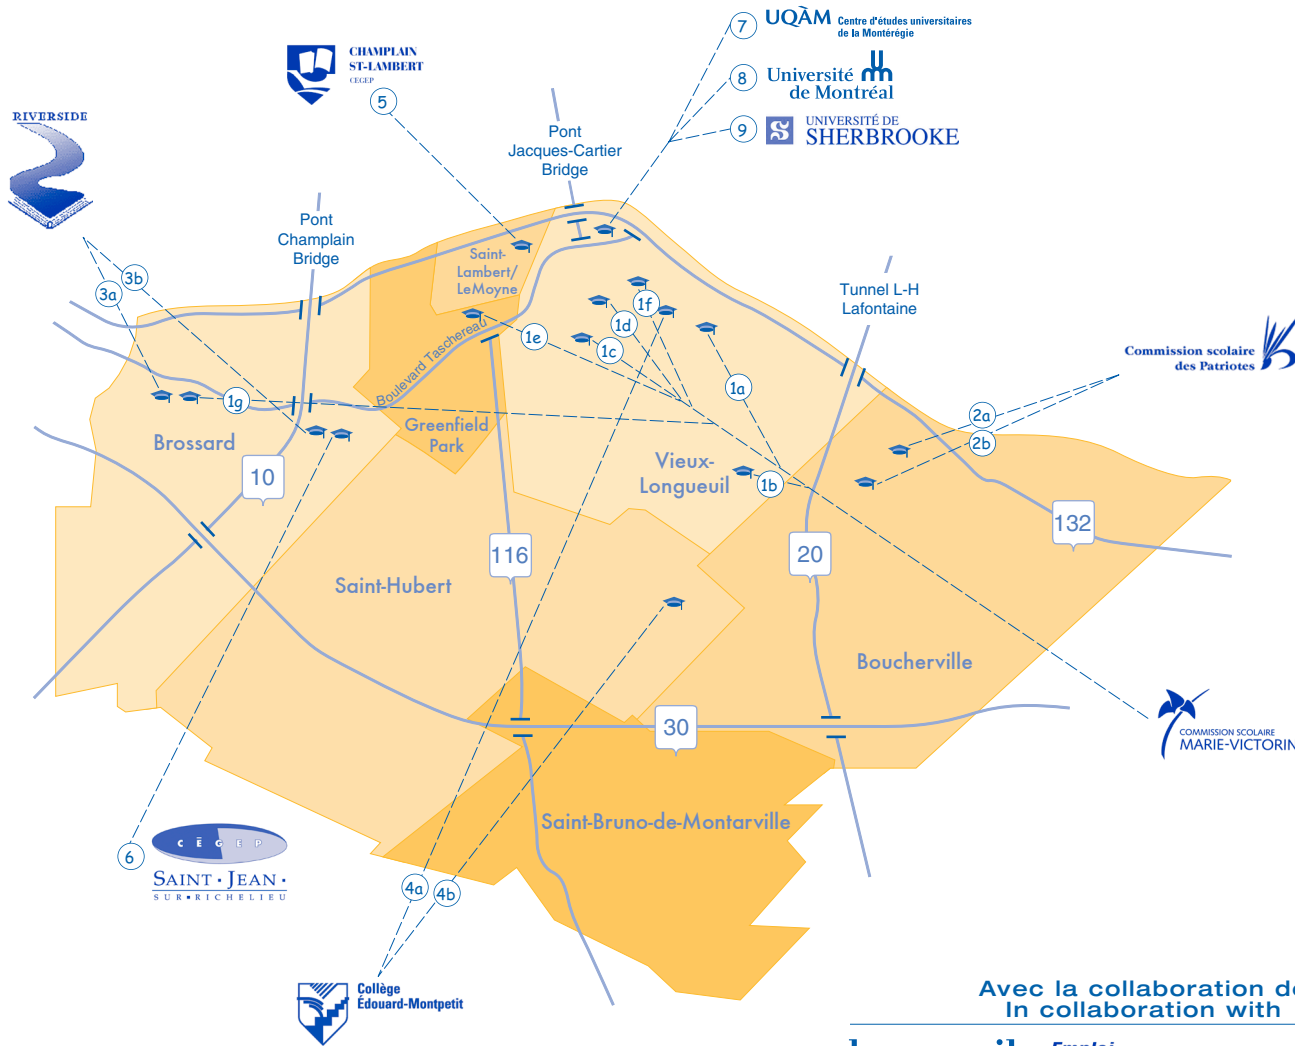 7
UQÀM Centre d'études universitaires
de la Montérégie
CHAMPLAIN
ST-LAMBERT
CEGEP
8
Université
de Montréal
5
9
UNIVERSITÉ DE
SHERBROOKE
RIVERSIDE
Pont
Jacques-Cartier
Bridge
Pont
Champlain
Bridge
Saint-
Lambert/
LeMoyne
3b
3a
1f
1d
1e
1c
1a
Tunnel L-H
Lafontaine
Commission scolaire
des Patriotes
Boulevard Taschereau
1g
2a
2b
Brossard
Greenfield
Park
Vieux-
Longueuil
1b
10
132
116
20
Saint-Hubert
Boucherville
30
COMMISSION SCOLAIRE
MARIE-VICTORIN
Saint-Bruno-de-Montarville
6
CÉGEP
SAINT·JEAN·
SUR·RICHELIEU
4a
4b
Collège
Édouard-Montpetit
Avec la collaboration de
In collaboration with
Emploi